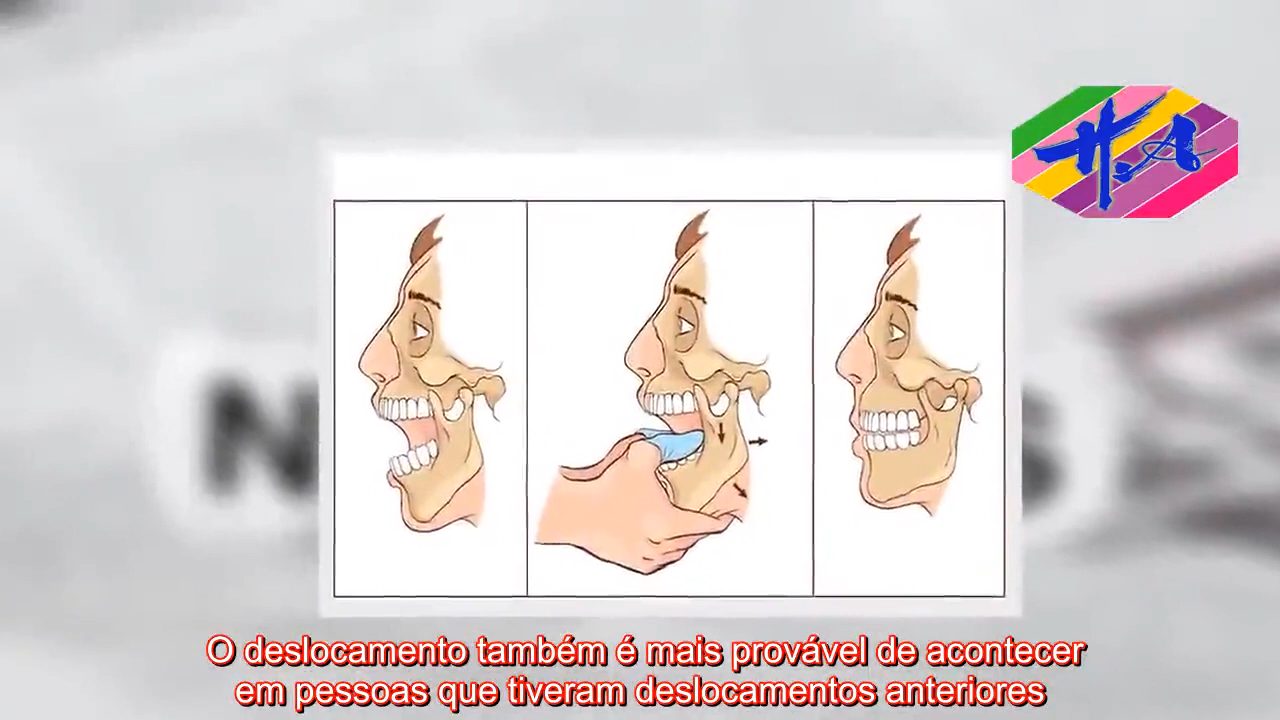 H.A
O deslocamento também é mais provável de acontecer
em pessoas que tiveram deslocamentos anteriores